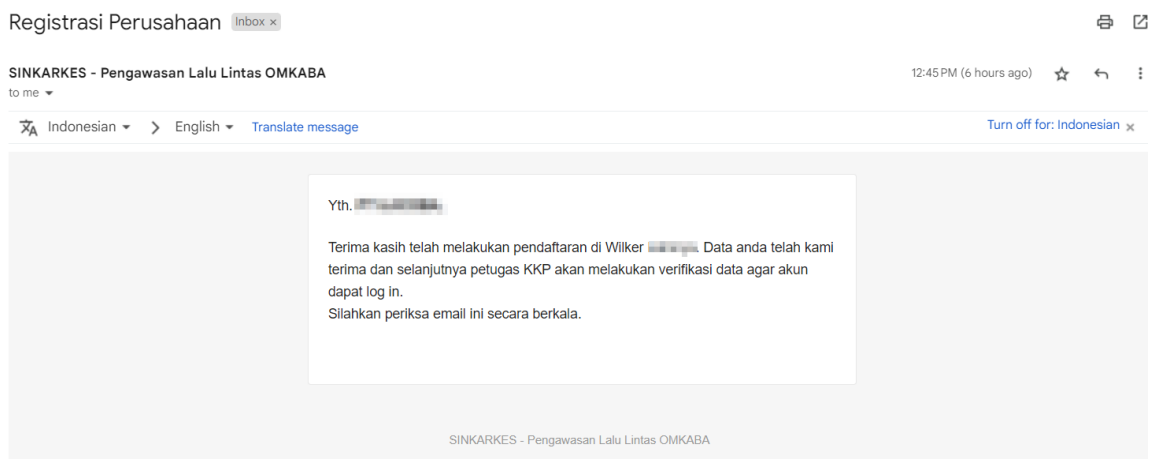 Registrasi Perusahaan Inbox ×
SINKARKES - Pengawasan Lalu Lintas OMKABA
12:45 PM (6 hours ago)
to me
Indonesian > English Translate message
Turn off for: Indonesian ×
Yth.
Terima kasih telah melakukan pendaftaran di Wilker . Data anda telah kami
terima dan selanjutnya petugas KKP akan melakukan verifikasi data agar akun
dapat log in.
Silahkan periksa email ini secara berkala.
SINKARKES - Pengawasan Lalu Lintas OMKABA